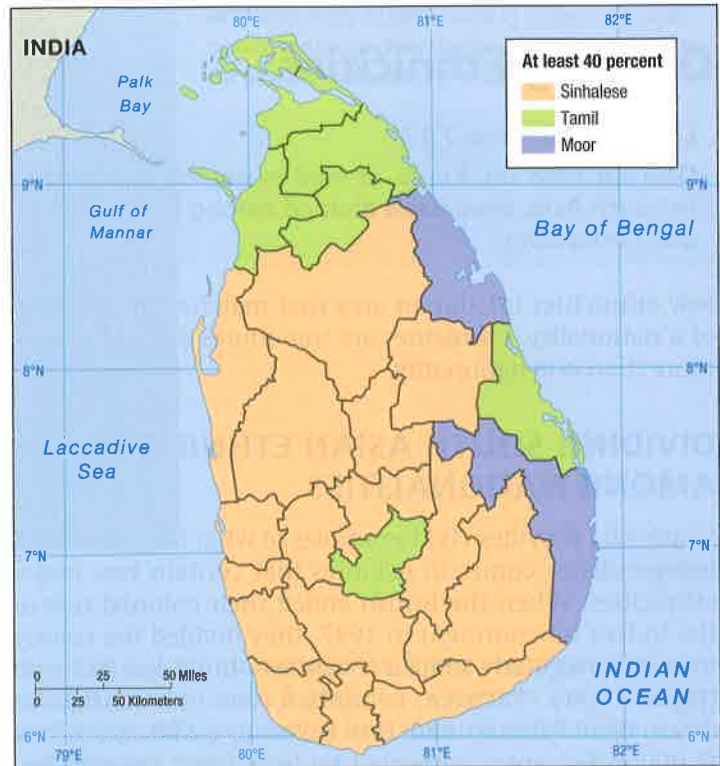 80°E
81°E
82°E
INDIA
Palk
Bay
At least 40 percent
Sinhalese
Tamil
Moor
9°N
9°N
Gulf of
Mannar
Bay of Bengal
8°N
8°N
Laccadive
Sea
7°N
7°N
0 25 50 Miles
0 25 50 Kilometers
INDIAN
OCEAN
6°N
6°N
79°E
80°E
81°E
82°E